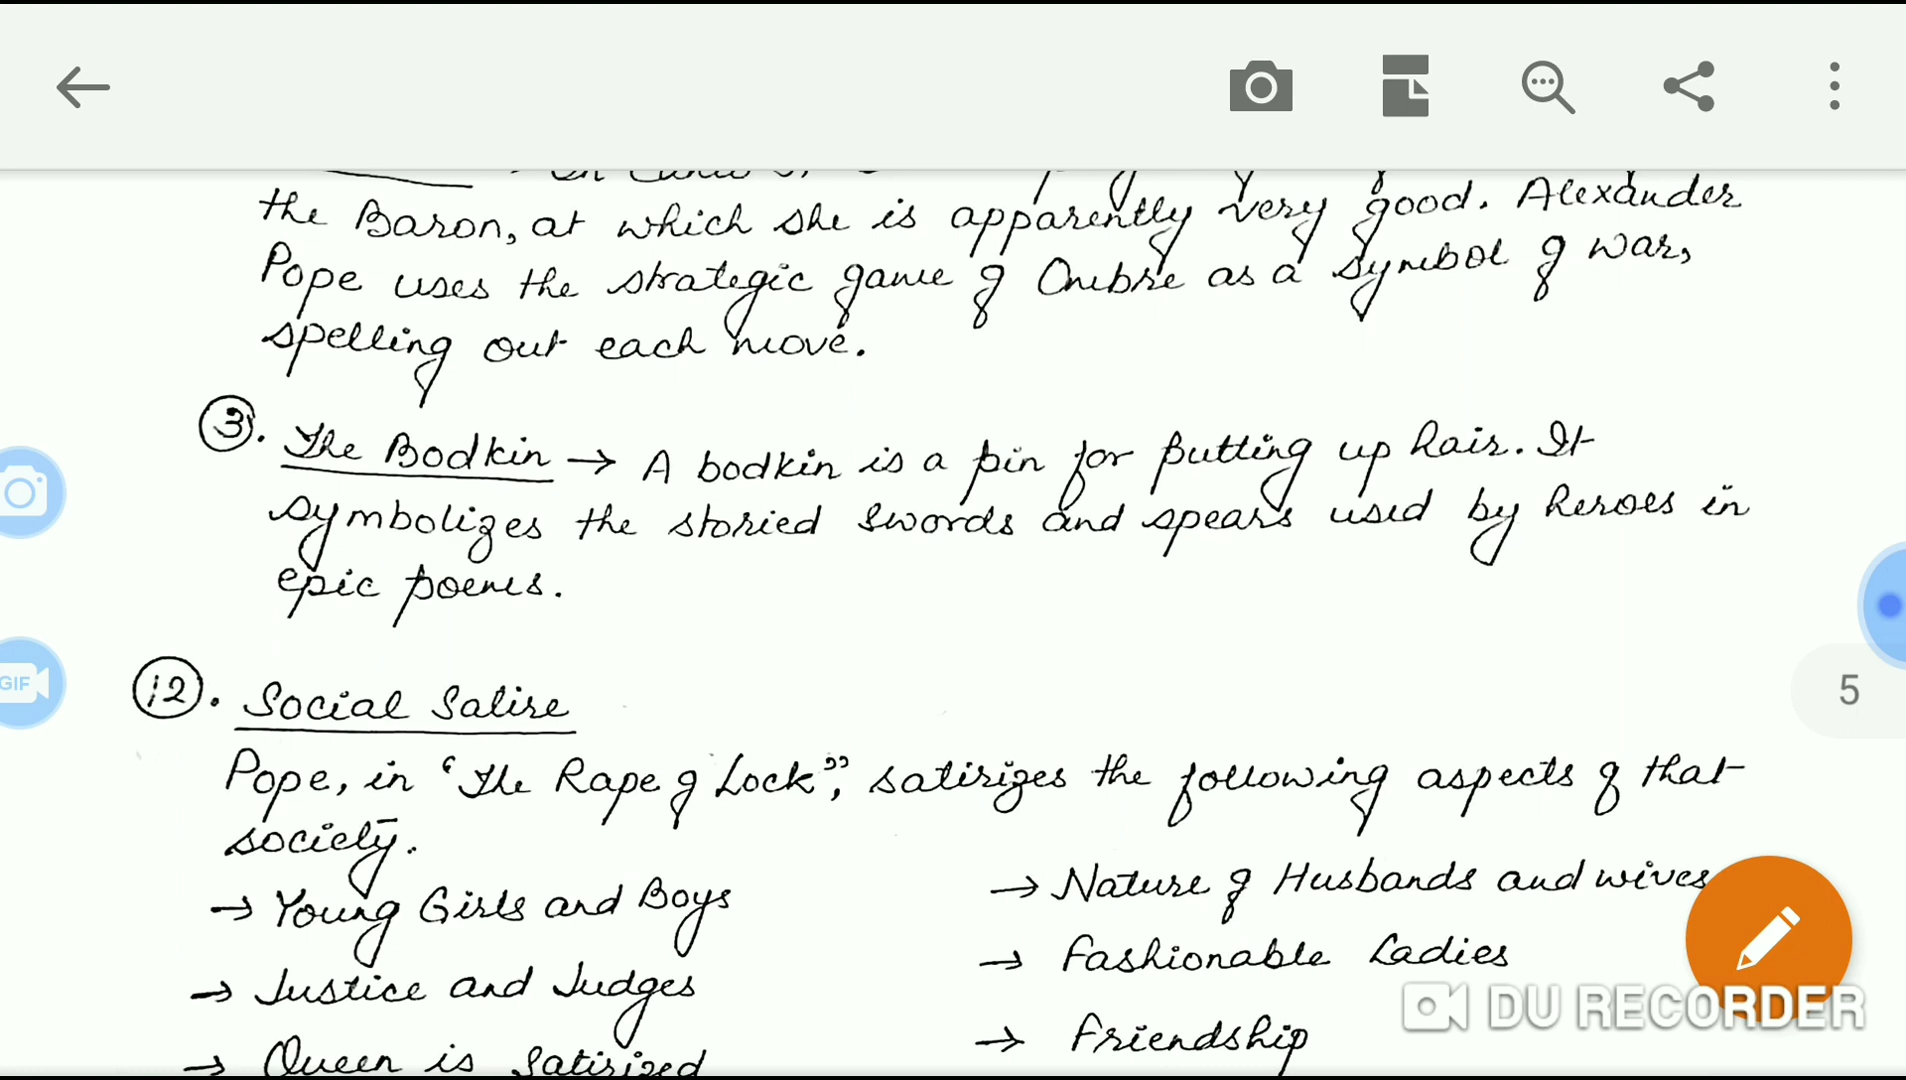 the Baron, at which she is apparently very good. Alexander
Pope uses the strategic game of Ombre as a symbol of war,
spelling out each move.
3. The Bodkin → A bodkin is a pin for putting up hair. It
symbolizes the storied swords and spears used by heroes in
epic poems.
12. Social Satire
Pope, in “The Rape of Lock”, satirizes the following aspects of that
society.
→ Young Girls and Boys
→ Justice and Judges
→ Queen is Satirized
→ Nature of Husbands and wives
→ Fashionable Ladies
→ Friendship
5
GIF
DU RECORDER